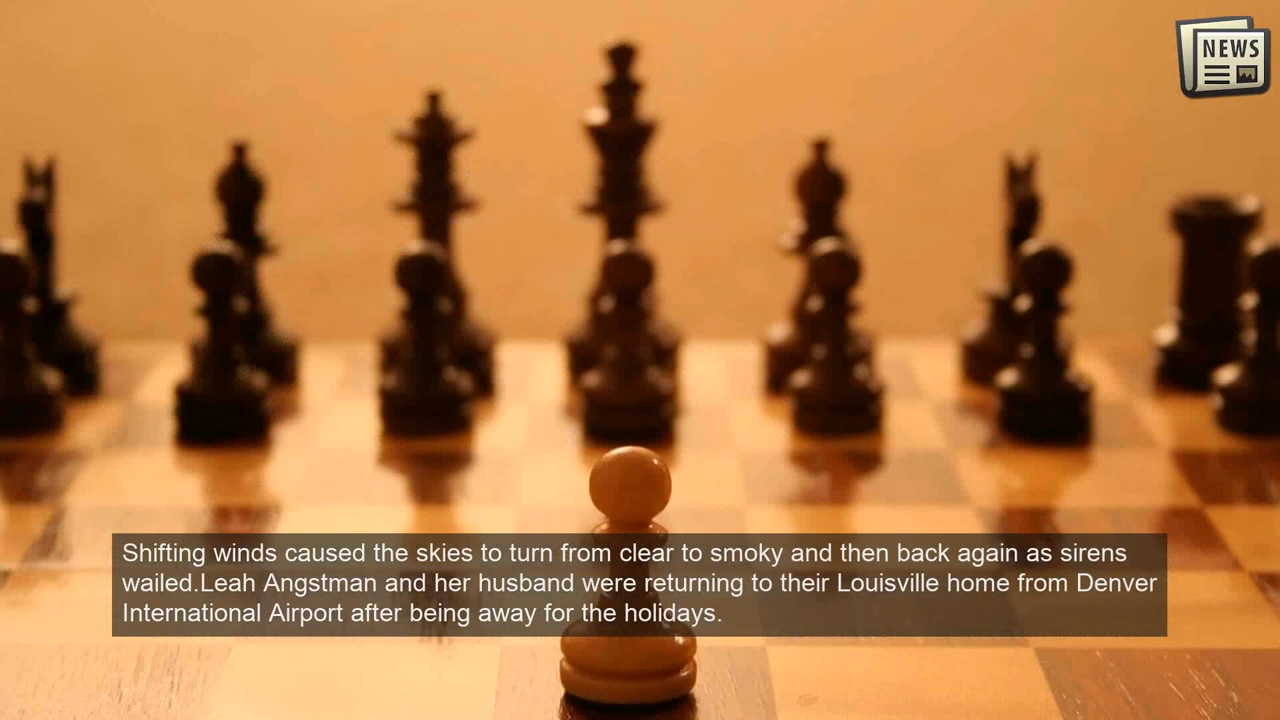 NEWS
Shifting winds caused the skies to turn from clear to smoky and then back again as sirens
wailed.Leah Angstman and her husband were returning to their Louisville home from Denver
International Airport after being away for the holidays.